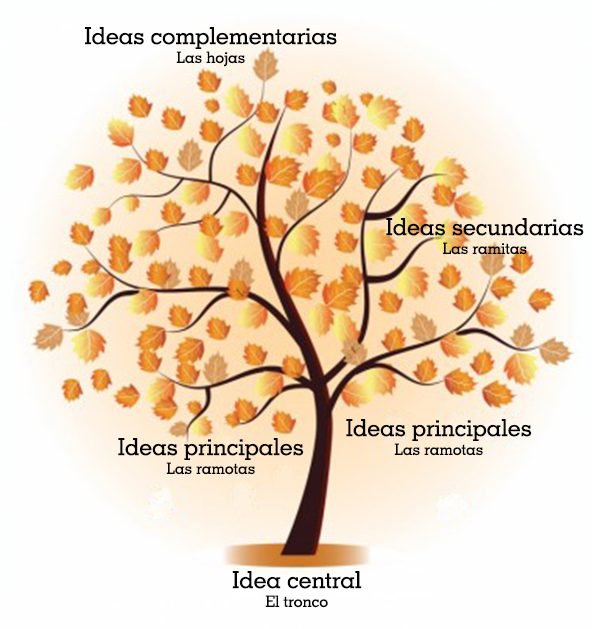 Ideas complementarias
Las hojas
Ideas secundarias
Las ramitas
Ideas principales
Las ramotas
Ideas principales
Las ramotas
Idea central
El tronco